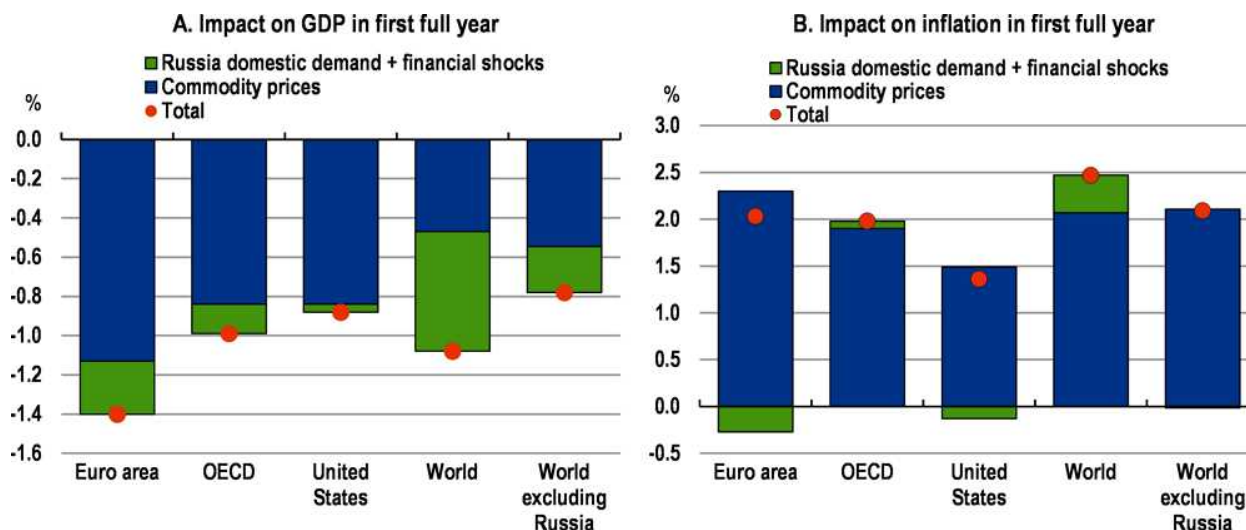 A. Impact on GDP in first full year
Russia domestic demand + financial shocks
Commodity prices
Total
%
0.0
-0.2
-0.4
-0.6
-0.8
-1.0
-1.2
-1.4
-1.6
Euro area
OECD
United
States
World
World
excluding
Russia
B. Impact on inflation in first full year
Russia domestic demand + financial shocks
Commodity prices
Total
%
3.0
2.5
2.0
1.5
1.0
0.5
0.0
-0.5
Euro area
OECD
United
States
World
World
excluding
Russia